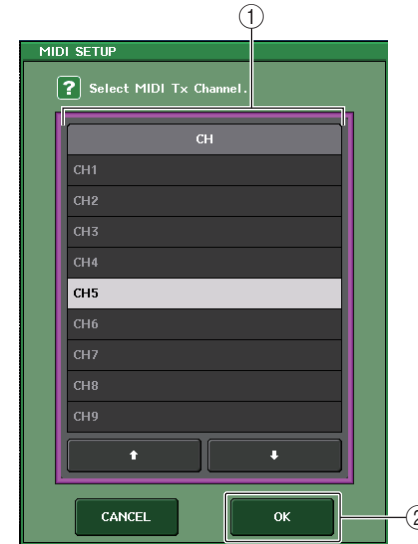 ①
MIDI SETUP
? Select MIDI Tx Channel.
CH
CH1
CH2
CH3
CH4
CH5
CH6
CH7
CH8
CH9
CANCEL
OK
②